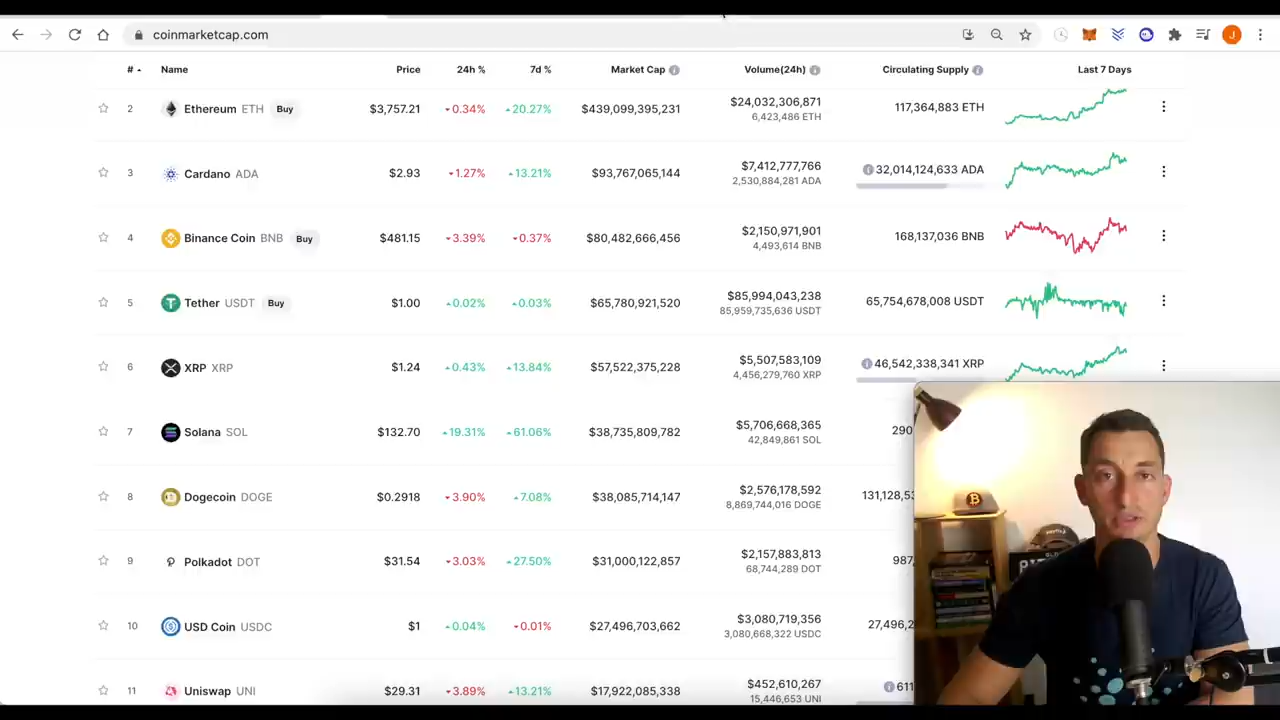 coinmarketcap.com
J
# Name Price 24h % 7d % Market Cap Volume(24h) Circulating Supply Last 7 Days
2 Ethereum ETH Buy $3,757.21 0.34% 20.27% $439,099,395,231 $24,032,306,871 117,364,883 ETH
6,423,486 ETH
3 Cardano ADA $2.93 1.27% 13.21% $93,767,065,144 $7,412,777,766 32,014,124,633 ADA
2,530,884,281 ADA
4 Binance Coin BNB Buy $481.15 3.39% 0.37% $80,482,666,456 $2,150,971,901 168,137,036 BNB
4,493,614 BNB
5 Tether USDT Buy $1.00 0.02% 0.03% $65,780,921,520 $85,994,043,238 65,754,678,008 USDT
85,959,735,636 USDT
6 XRP XRP $1.24 0.43% 13.84% $57,522,375,228 $5,507,583,109 46,542,338,341 XRP
4,456,279,760 XRP
7 Solana SOL $132.70 19.31% 61.06% $38,735,809,782 $5,706,668,365 290
42,849,861 SOL
8 Dogecoin DOGE $0.2918 3.90% 7.08% $38,085,714,147 $2,576,178,592 131,128,53
8,869,744,016 DOGE
9 Polkadot DOT $31.54 3.03% 27.50% $31,000,122,857 $2,157,883,813 987,
68,744,289 DOT
10 USD Coin USDC $1 0.04% 0.01% $27,496,703,662 $3,080,719,356 27,496,2
3,080,668,322 USDC
11 Uniswap UNI $29.31 3.89% 13.21% $17,922,085,338 $452,610,267 611
15,446,653 UNI